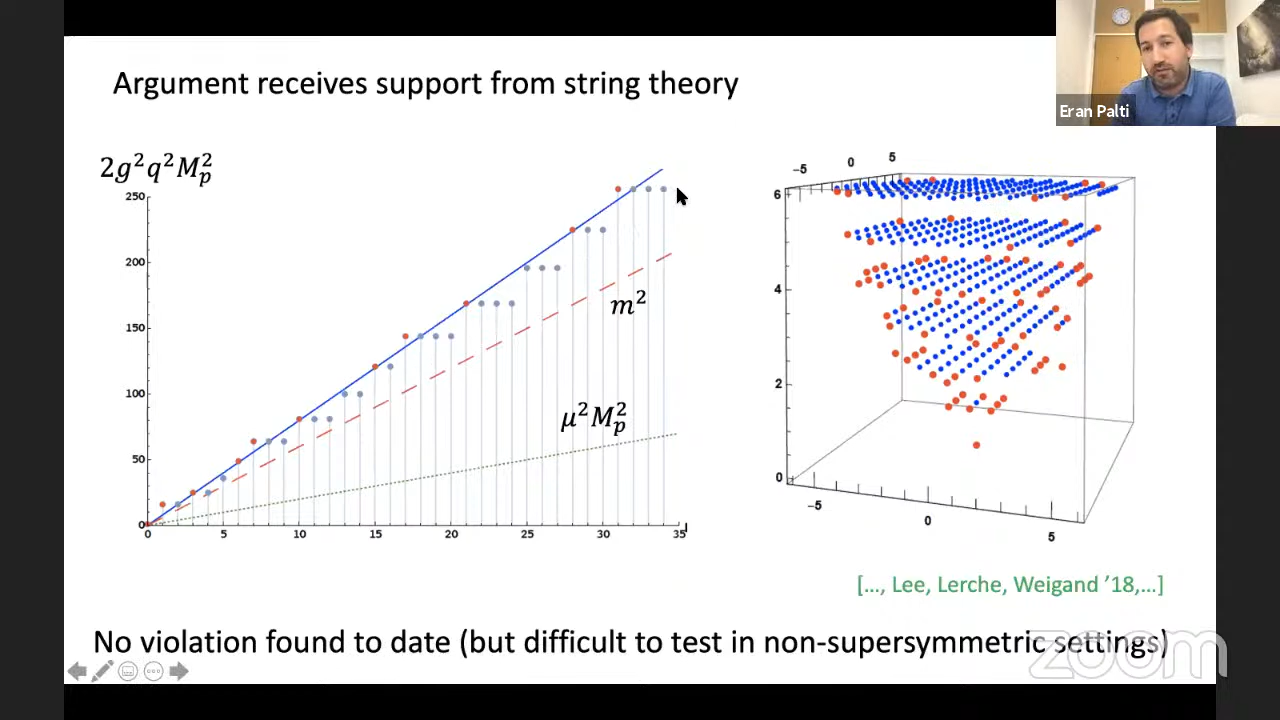 Argument receives support from string theory
Eran Palti
2g²q²Mₚ²
250
200
150
100
50
0
0 5 10 15 20 25 30 35
m²
μ²Mₚ²
-5 0 5
6
4
2
0
-5 0 5
[..., Lee, Lerche, Weigand ’18,...]
No violation found to date (but difficult to test in non-supersymmetric settings)
zoom